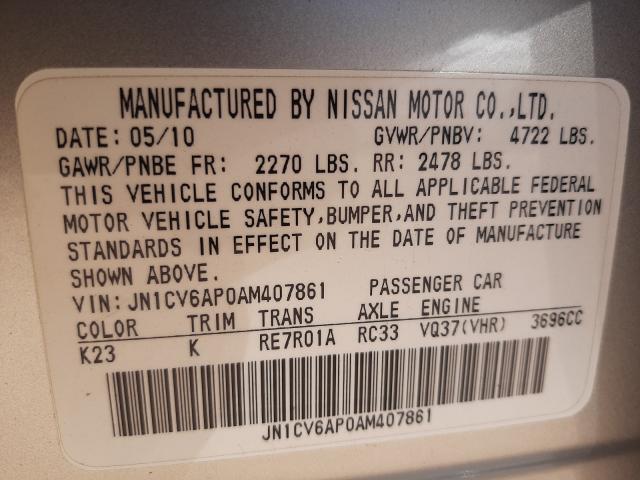 MANUFACTURED BY NISSAN MOTOR CO.,LTD.
DATE: 05/10 GVWR/PNBV: 4722 LBS.
GAWR/PNBE FR: 2270 LBS. RR: 2478 LBS.
THIS VEHICLE CONFORMS TO ALL APPLICABLE FEDERAL
MOTOR VEHICLE SAFETY,BUMPER,AND THEFT PREVENTION
STANDARDS IN EFFECT ON THE DATE OF MANUFACTURE
SHOWN ABOVE.
VIN:JN1CV6AP0AM407861 PASSENGER CAR
COLOR TRIM TRANS AXLE ENGINE
K23 K RE7R01A RC33 VQ37(VHR) 3696CC
JN1CV6AP0AM407861